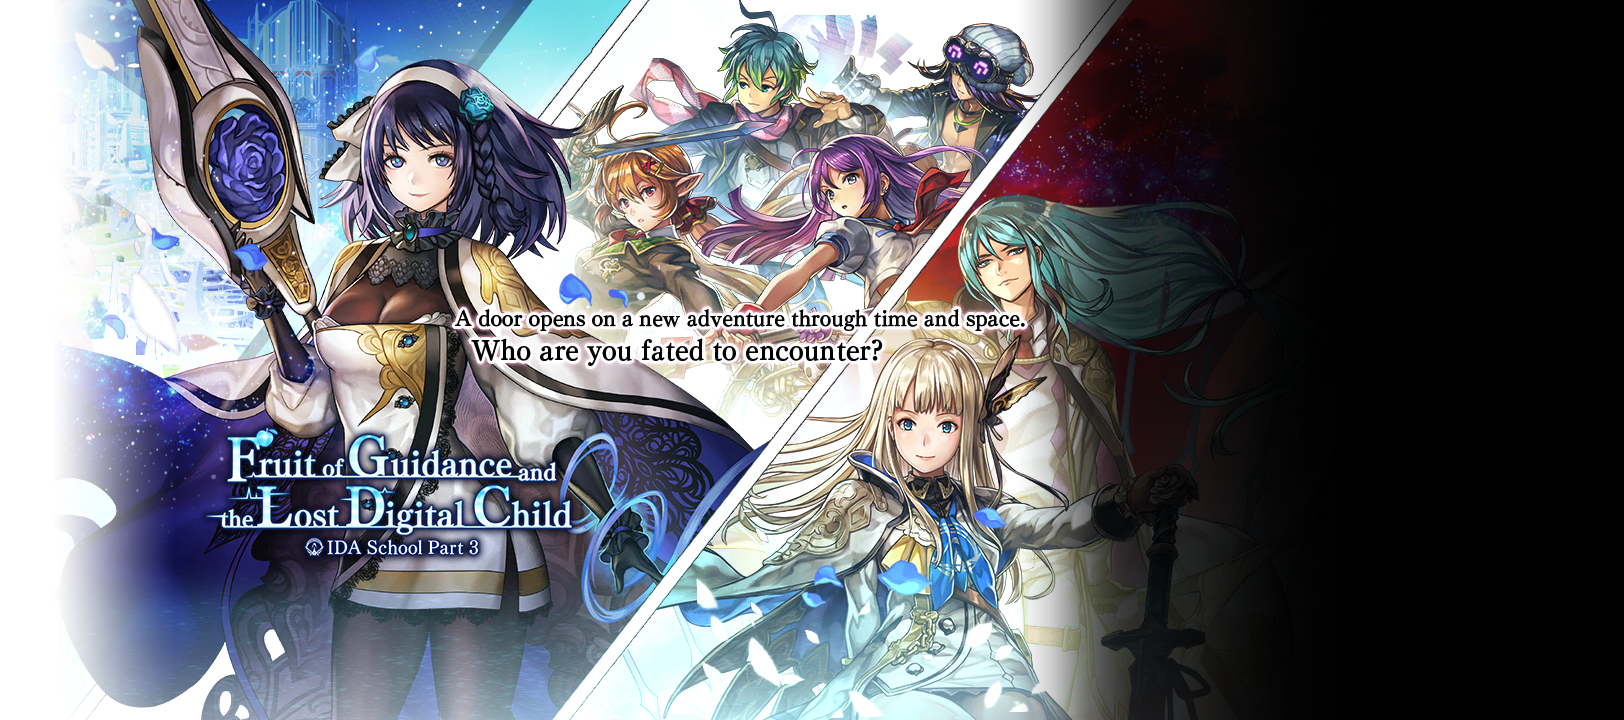 A door opens on a new adventure through time and space.
Who are you fated to encounter?
Fruit of Guidance and
the Lost Digital Child
IDA School Part 3